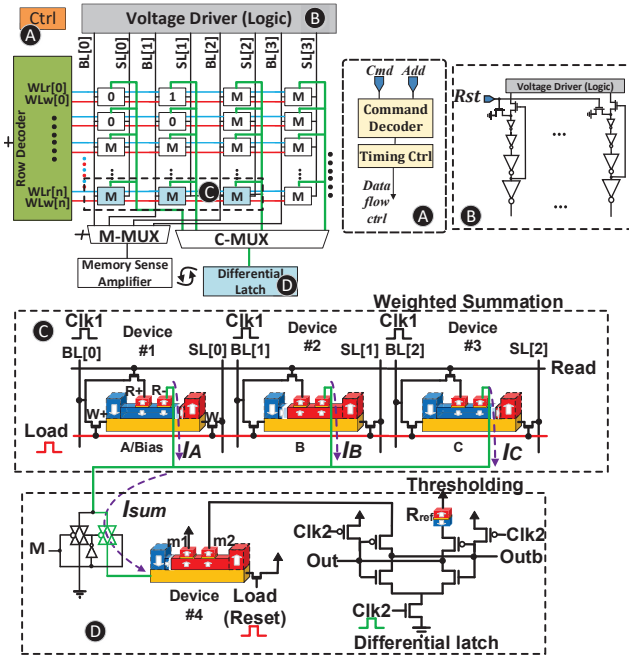 Ctrl
A
Voltage Driver (Logic) B
BL[0] SL[0] BL[1] SL[1] BL[2] SL[2] BL[3] SL[3]
Row Decoder
WLr[0]
WLw[0]
0 1 M M
0 0 M M
M M M M
C
WLr[n]
WLw[n]
M M M M
M-MUX C-MUX
Memory Sense
Amplifier
Differential
Latch D
Cmd Add
Command
Decoder
Timing Ctrl
Data
flow
ctrl
A
Rst
Voltage Driver (Logic)
...
...
B
Weighted Summation
C
Clk1 Device Clk1 Device Clk1 Device
BL[0] #1 SL[0] BL[1] #2 SL[1] BL[2] #3 SL[2]
Read
R+ R-
W+ W-
Load
A/Bias IA B IB C IC
Thresholding
Isum
M
m1 m2
Device
#4
Load
(Reset)
D
Rref
Clk2 Clk2
Out Outb
Clk2
Differential latch